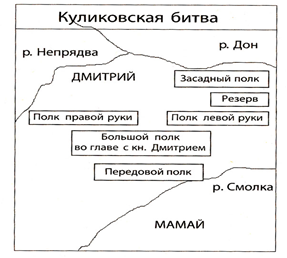 Куликовская битва
р. Непрядва
р. Дон
ДМИТРИЙ
Засадный полк
Резерв
Полк правой руки
Полк левой руки
Большой полк
во главе с кн. Дмитрием
Передовой полк
р. Смолка
МАМАЙ